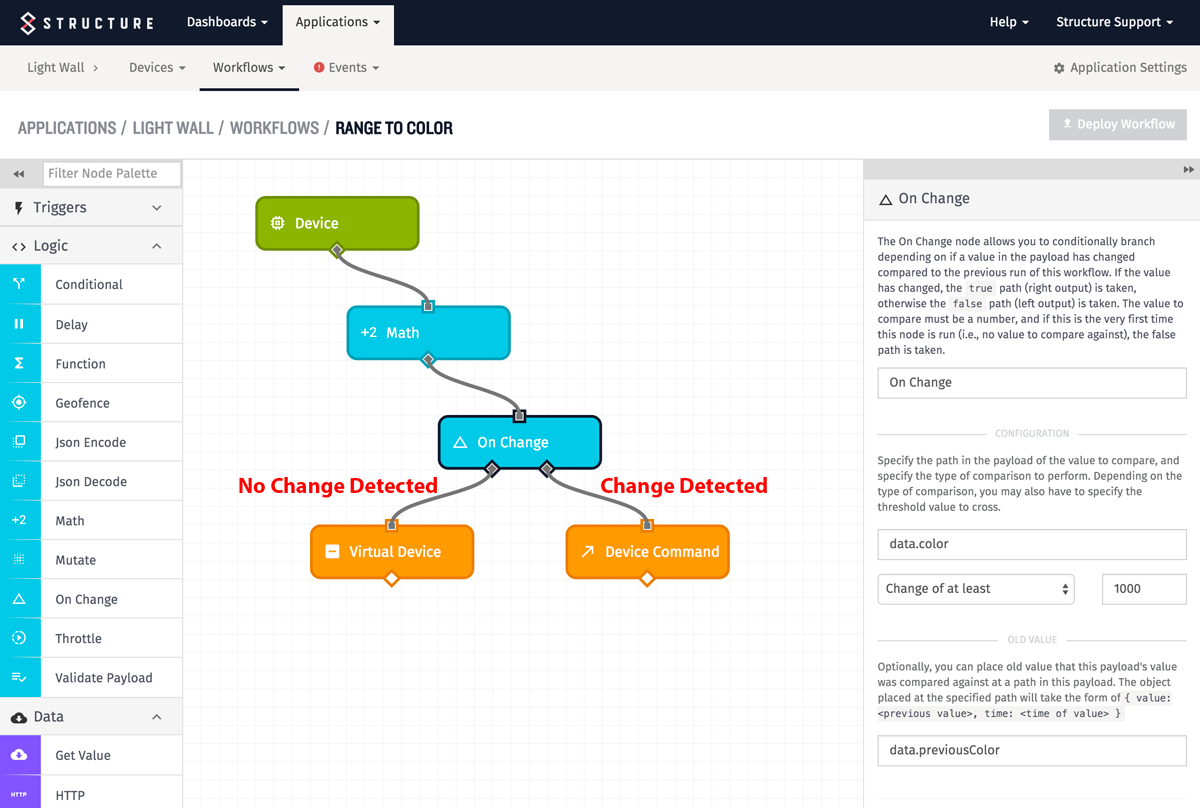 STRUCTURE
Dashboards
Applications
Help
Structure Support
Light Wall
Devices
Workflows
Events
Application Settings
APPLICATIONS / LIGHT WALL / WORKFLOWS / RANGE TO COLOR
Deploy Workflow
Filter Node Palette
Triggers
Logic
Conditional
Delay
Function
Geofence
Json Encode
Json Decode
+2 Math
Mutate
On Change
Throttle
Validate Payload
Data
Get Value
HTTP HTTP
Device
+2 Math
On Change
No Change Detected
Change Detected
Virtual Device
Device Command
On Change
The On Change node allows you to conditionally branch
depending on if a value in the payload has changed
compared to the previous run of this workflow. If the value
has changed, the true path (right output) is taken,
otherwise the false path (left output) is taken. The value to
compare must be a number, and if this is the very first time
this node is run (i.e., no value to compare against), the false
path is taken.
On Change
CONFIGURATION
Specify the path in the payload of the value to compare, and
specify the type of comparison to perform. Depending on the
type of comparison, you may also have to specify the
threshold value to cross.
data.color
Change of at least
1000
OLD VALUE
Optionally, you can place old value that this payload's value
was compared against at a path in this payload. The object
placed at the specified path will take the form of { value:
<previous value>, time: <time of value> }
data.previousColor